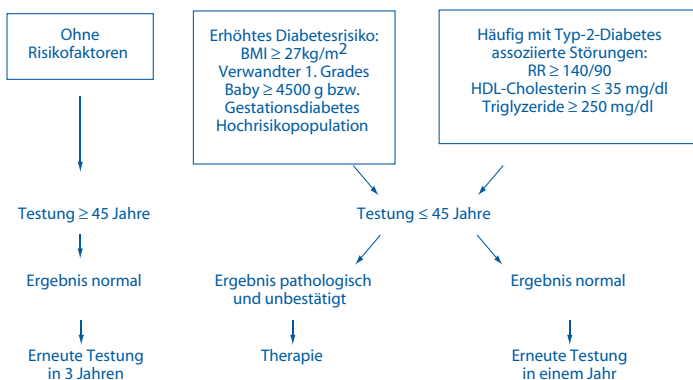 Ohne
Risikofaktoren
Erhöhtes Diabetesrisiko:
BMI ≥ 27kg/m²
Verwandter 1. Grades
Baby ≥ 4500 g bzw.
Gestationsdiabetes
Hochrisikopopulation
Häufig mit Typ-2-Diabetes
assoziierte Störungen:
RR ≥ 140/90
HDL-Cholesterin ≤ 35 mg/dl
Triglyzeride ≥ 250 mg/dl
Testung ≥ 45 Jahre
Testung ≤ 45 Jahre
Ergebnis normal
Ergebnis pathologisch
und unbestätigt
Ergebnis normal
Erneute Testung
in 3 Jahren
Therapie
Erneute Testung
in einem Jahr